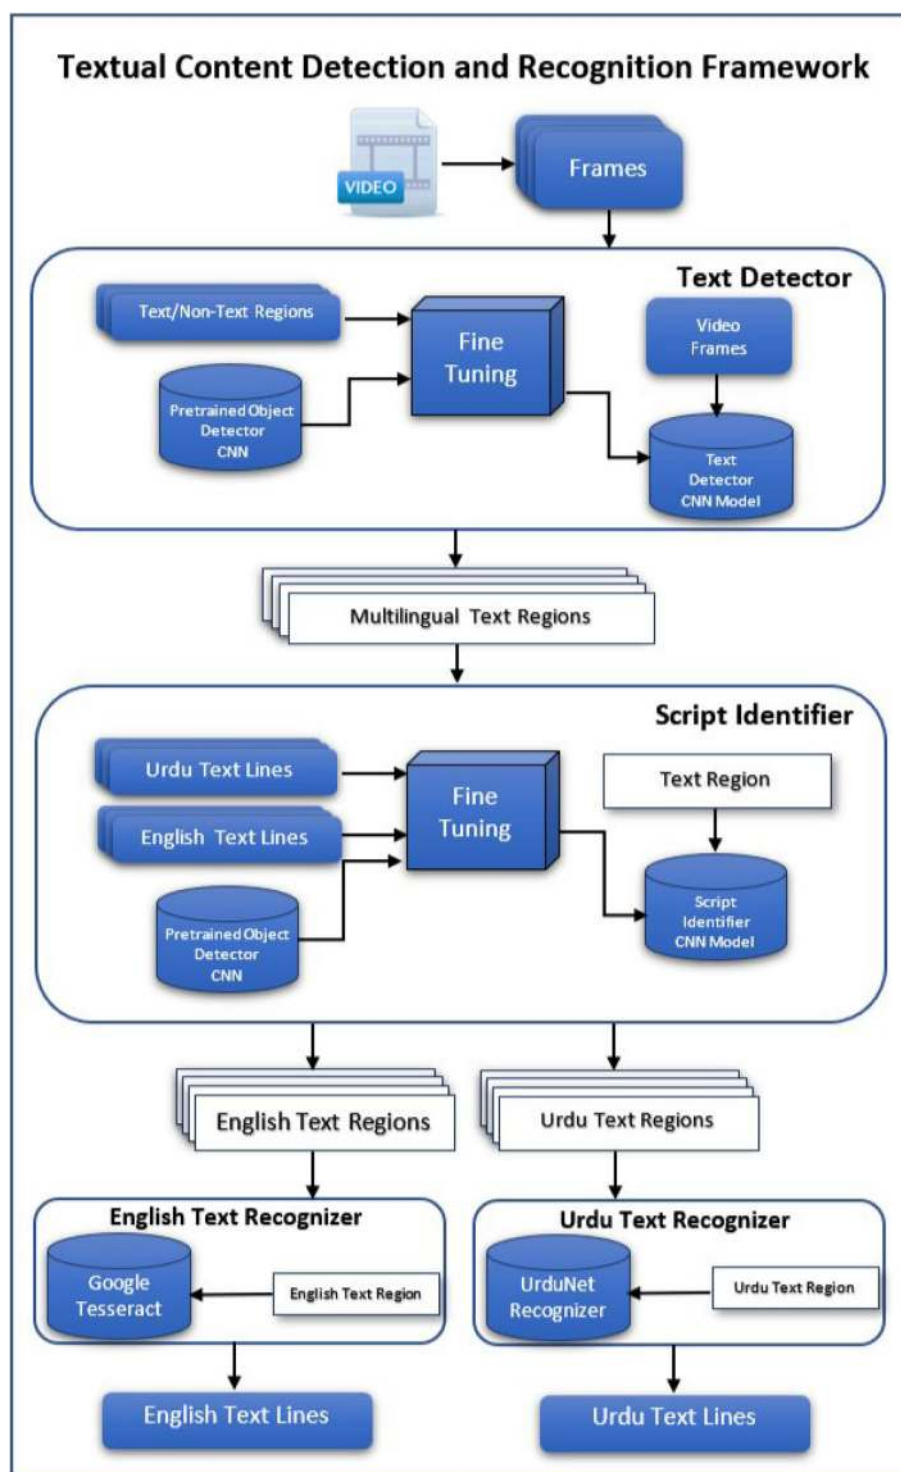 Textual Content Detection and Recognition Framework
VIDEO
Frames
Text Detector
Text/Non-Text Regions
Fine
Tuning
Video
Frames
Pretrained Object
Detector
CNN
Text
Detector
CNN Model
Multilingual Text Regions
Script Identifier
Urdu Text Lines
English Text Lines
Fine
Tuning
Text Region
Pretrained Object
Detector
CNN
Script
Identifier
CNN Model
English Text Regions
Urdu Text Regions
English Text Recognizer
Google
Tesseract
English Text Region
Urdu Text Recognizer
UrduNet
Recognizer
Urdu Text Region
English Text Lines
Urdu Text Lines